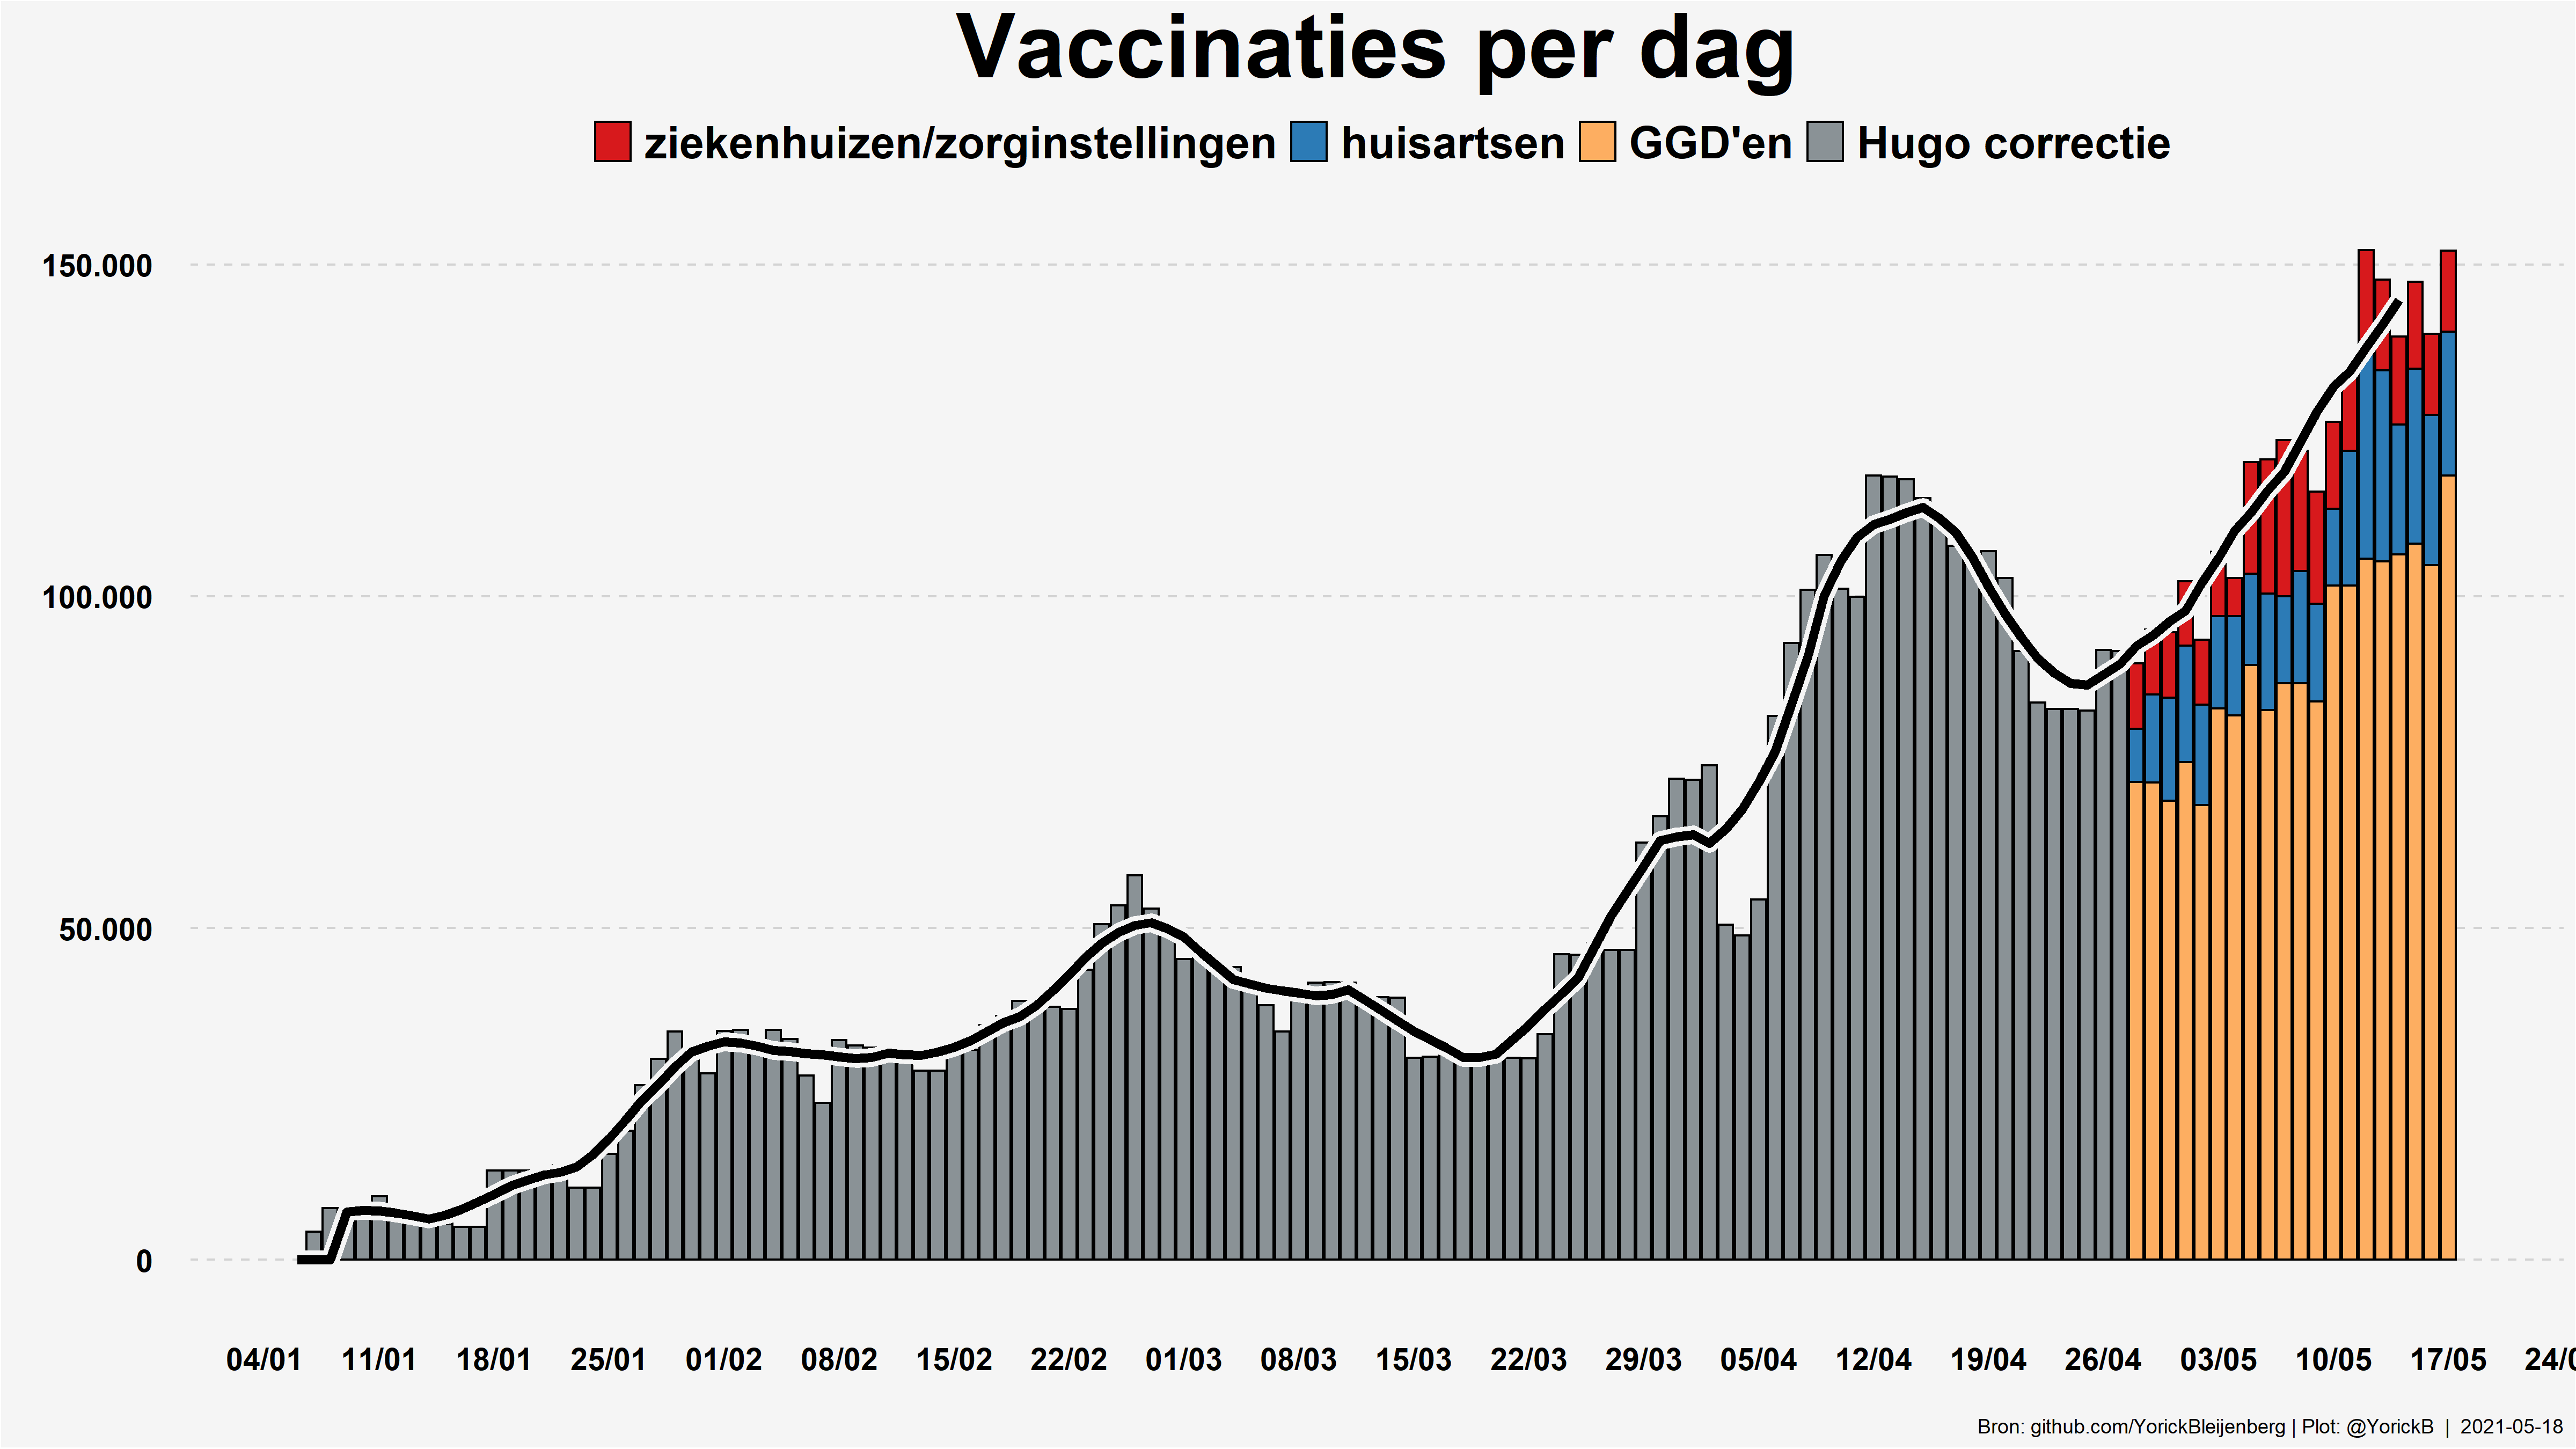 Vaccinaties per dag
ziekenhuizen/zorginstellingen huisartsen GGD'en Hugo correctie
150.000
100.000
50.000
0
04/01 11/01 18/01 25/01 01/02 08/02 15/02 22/02 01/03 08/03 15/03 22/03 29/03 05/04 12/04 19/04 26/04 03/05 10/05 17/05
Bron: github.com/YorickBleijenberg | Plot: @YorickB | 2021-05-18